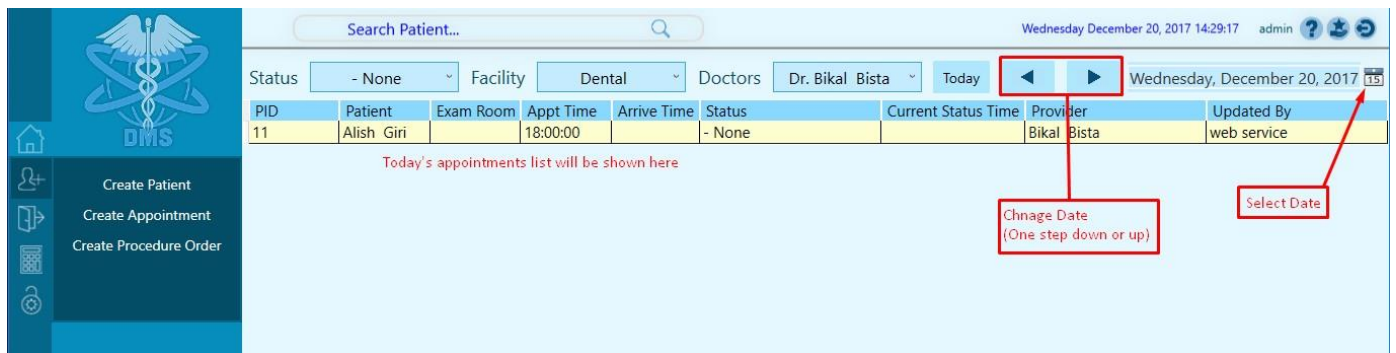 Search Patient...
Wednesday December 20, 2017 14:29:17 admin ?
Status - None Facility Dental Doctors Dr. Bikal Bista Today Wednesday, December 20, 2017 15
PID Patient Exam Room Appt Time Arrive Time Status Current Status Time Provider Updated By
11 Alish Giri 18:00:00 - None Bikal Bista web service
DMS
Today's appointments list will be shown here
Create Patient
Create Appointment
Create Procedure Order
Chnage Date
(One step down or up)
Select Date